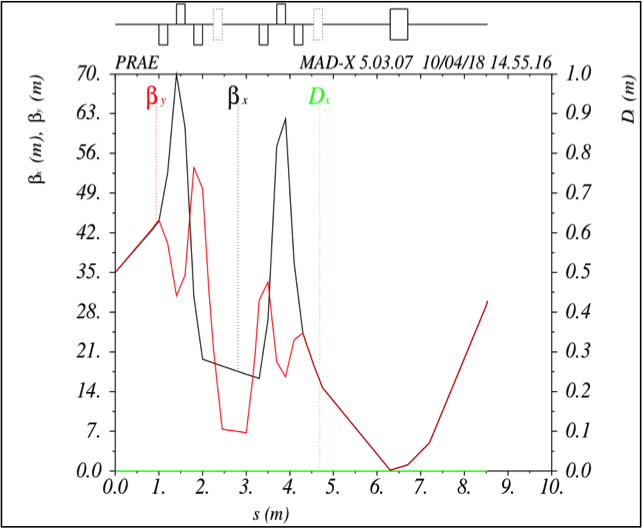 PRAE MAD-X 5.03.07 10/04/18 14.55.16
βx (m), βy (m)
Dx (m)
βy βx Dx
70. 1.0
63. 0.9
56. 0.8
49. 0.7
42. 0.6
35. 0.5
28. 0.4
21. 0.3
14. 0.2
7. 0.1
0.0 0.0
0.0 1. 2. 3. 4. 5. 6. 7. 8. 9. 10.
s (m)